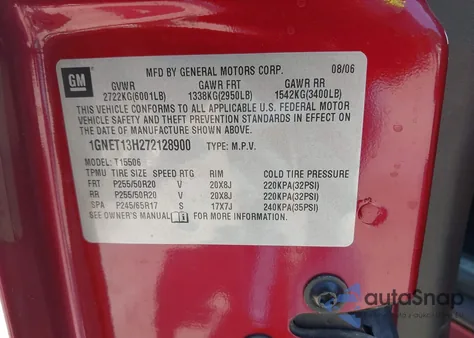 GM
MFD BY GENERAL MOTORS CORP. 08/06
GVWR GAWR FRT GAWR RR
2722KG(6001LB) 1338KG(2950LB) 1542KG(3400LB)
THIS VEHICLE CONFORMS TO ALL APPLICABLE U.S. FEDERAL MOTOR
VEHICLE SAFETY AND THEFT PREVENTION STANDARDS IN EFFECT ON
THE DATE OF MANUFACTURE SHOWN ABOVE.
1GNET13H272128900 TYPE: M.P.V.
MODEL: T15506
TPMU TIRE SIZE SPEED RTG RIM COLD TIRE PRESSURE
FRT P255/50R20 V 20X8J 220KPA(32PSI)
RR P255/50R20 V 20X8J 220KPA(32PSI)
SPA P245/65R17 S 17X7J 240KPA(35PSI)
SEE OWNER'S MANUAL FOR MORE INFORMATION.
autoSnap